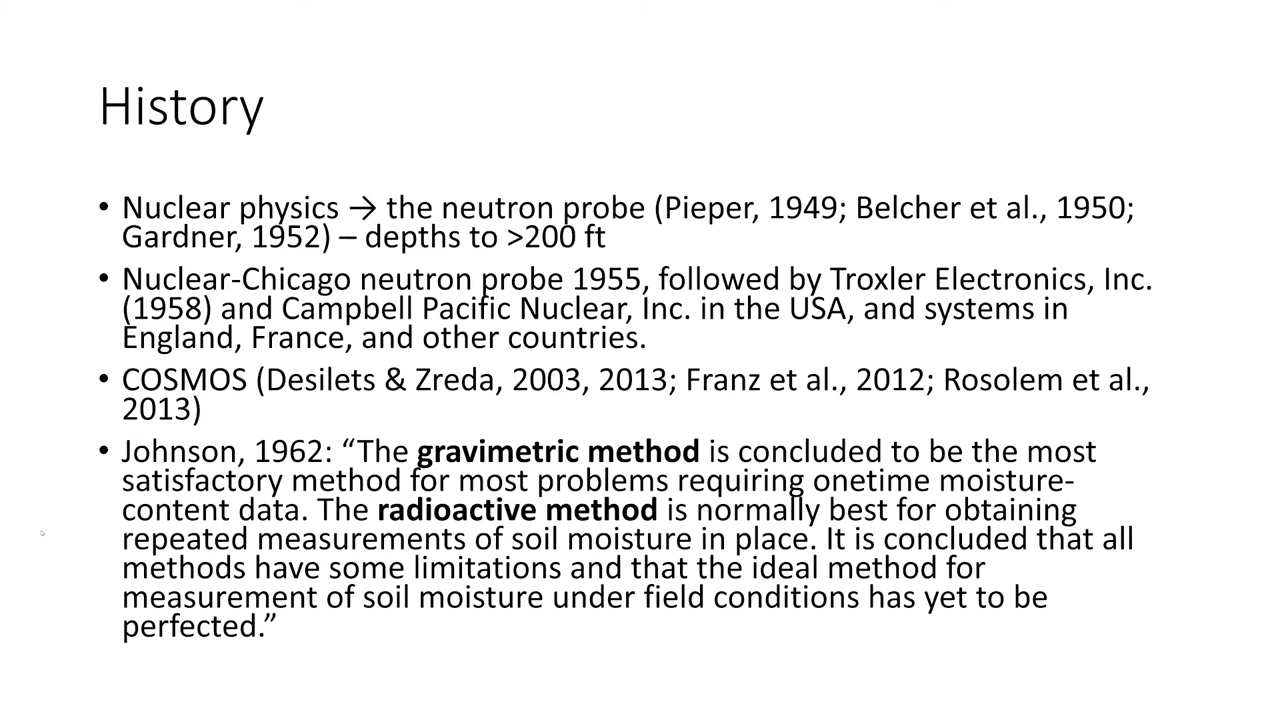 History
• Nuclear physics → the neutron probe (Pieper, 1949; Belcher et al., 1950;
Gardner, 1952) – depths to >200 ft
• Nuclear-Chicago neutron probe 1955, followed by Troxler Electronics, Inc.
(1958) and Campbell Pacific Nuclear, Inc. in the USA, and systems in
England, France, and other countries.
• COSMOS (Desilets & Zreda, 2003, 2013; Franz et al., 2012; Rosolem et al.,
2013)
• Johnson, 1962: “The gravimetric method is concluded to be the most
satisfactory method for most problems requiring onetime moisture-
content data. The radioactive method is normally best for obtaining
repeated measurements of soil moisture in place. It is concluded that all
methods have some limitations and that the ideal method for
measurement of soil moisture under field conditions has yet to be
perfected.”